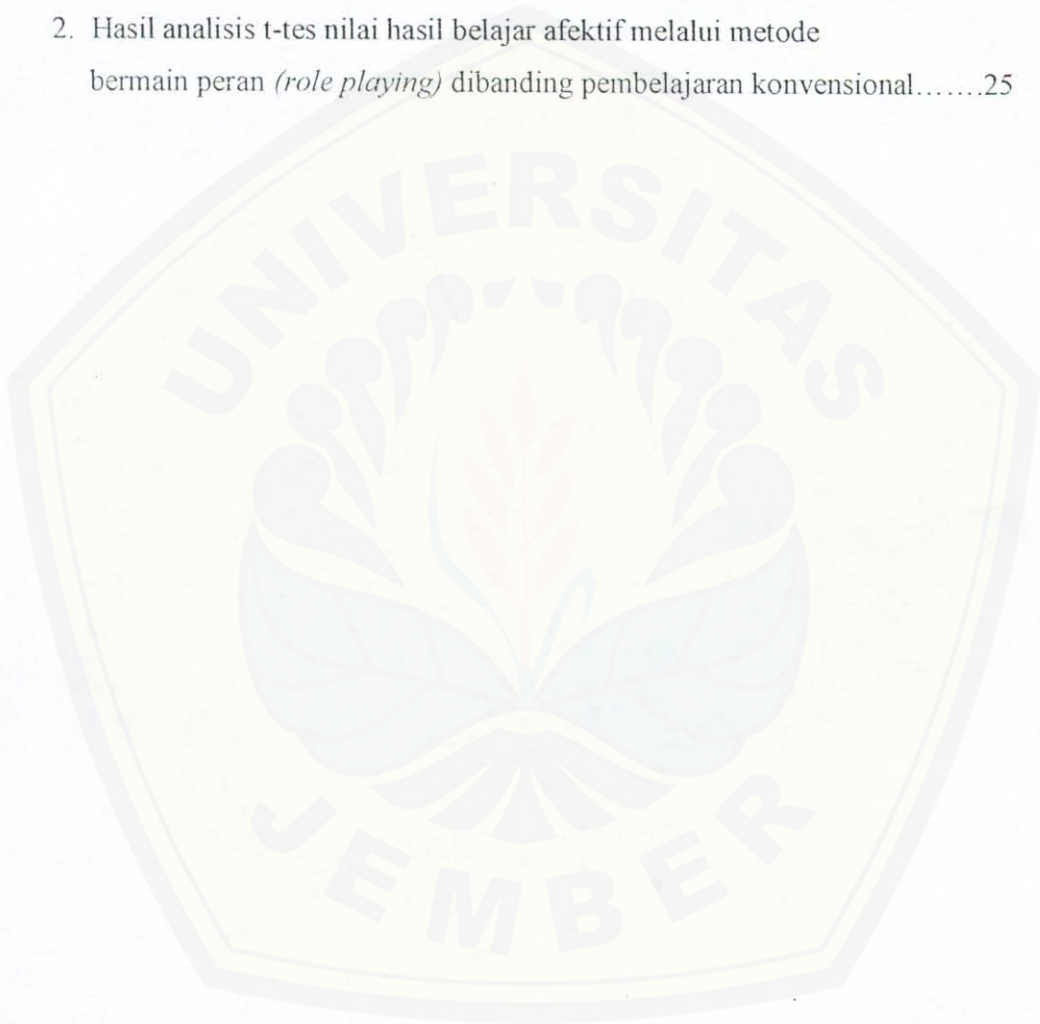 2. Hasil analisis t-tes nilai hasil belajar afektif melalui metode
bermain peran (role playing) dibanding pembelajaran konvensional.......25
UNIVERSITAS
JEMBER